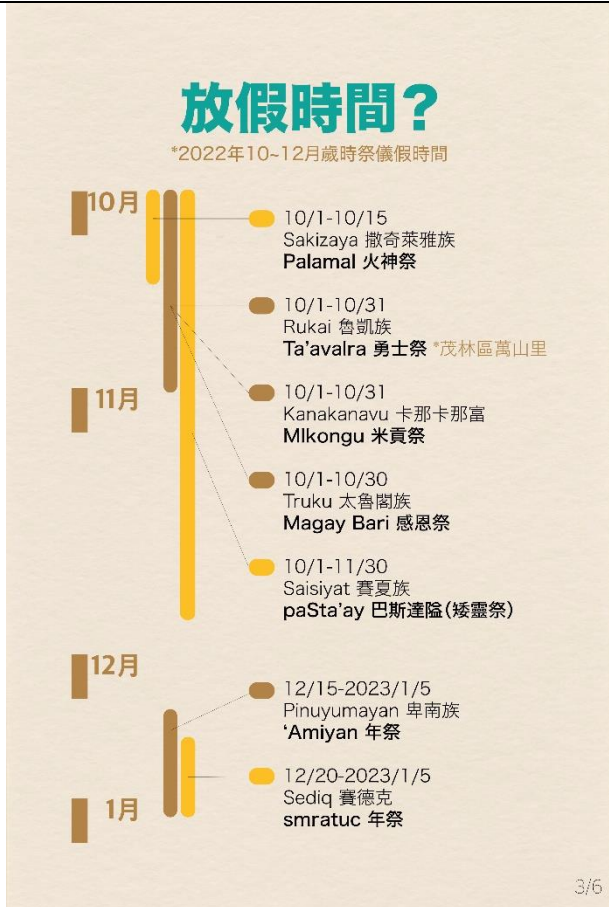 放假時間？
*2022年10~12月歲時祭儀假時間
10月
10/1-10/15
Sakizaya 撒奇萊雅族
Palamal 火神祭
10/1-10/31
Rukai 魯凱族
Ta'avalra 勇士祭 *茂林區萬山里
11月
10/1-10/31
Kanakanavu 卡那卡那富
MIkongu 米貢祭
10/1-10/30
Truku 太魯閣族
Magay Bari 感恩祭
10/1-11/30
Saisiyat 賽夏族
paSta'ay 巴斯達隘(矮靈祭)
12月
12/15-2023/1/5
Pinuyumayan 卑南族
‘Amiyan 年祭
12/20-2023/1/5
Sediq 賽德克
smratuc 年祭
1月
3/6